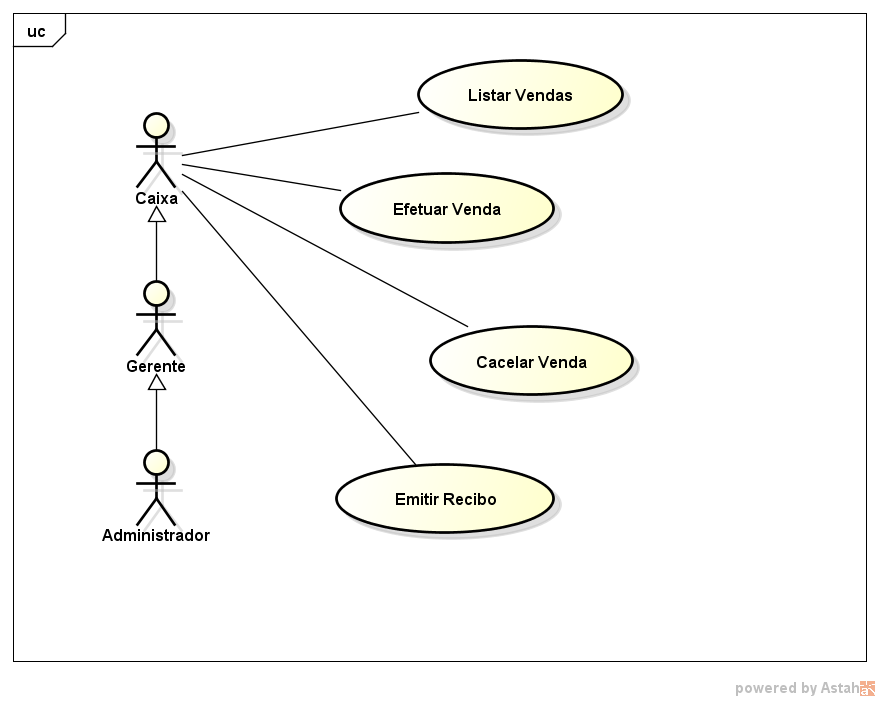 uc
Listar Vendas
Caixa
Efetuar Venda
Gerente
Cacelar Venda
Emitir Recibo
Administrador
powered by Astah